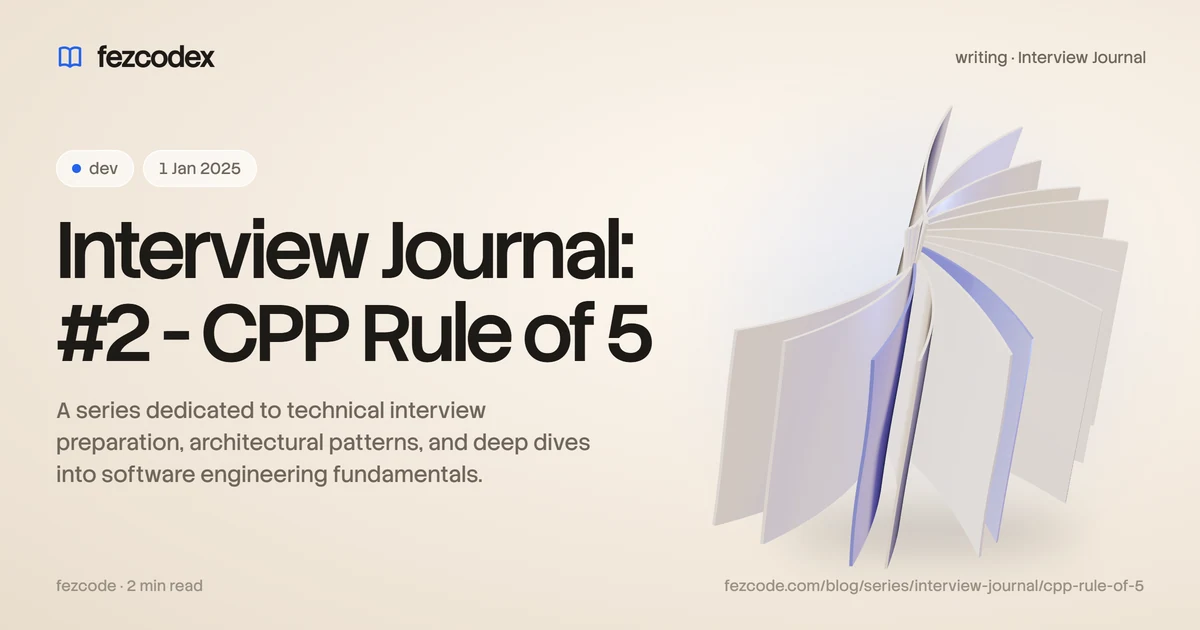 fezcodex
writing · Interview Journal
dev
1 Jan 2025
Interview Journal:
#2 - CPP Rule of 5
A series dedicated to technical interview
preparation, architectural patterns, and deep dives
into software engineering fundamentals.
fezcode · 2 min read
fezcode.com/blog/series/interview-journal/cpp-rule-of-5